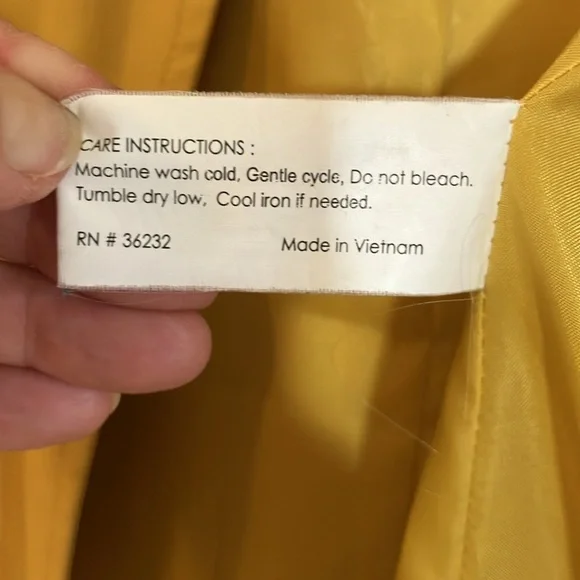 CARE INSTRUCTIONS :
Machine wash cold, Gentle cycle, Do not bleach.
Tumble dry low, Cool iron if needed.
RN # 36232 Made in Vietnam